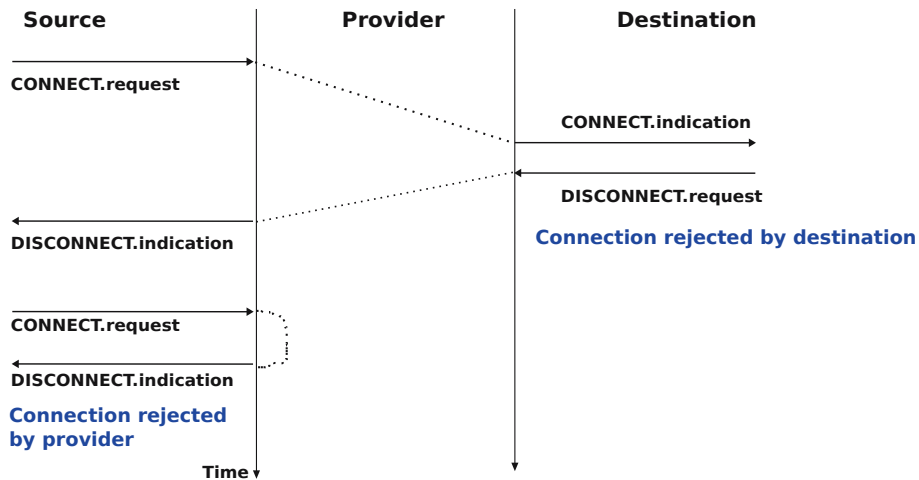 Source Provider Destination
CONNECT.request
CONNECT.indication
DISCONNECT.request
DISCONNECT.indication
Connection rejected by destination
CONNECT.request
DISCONNECT.indication
Connection rejected
by provider
Time